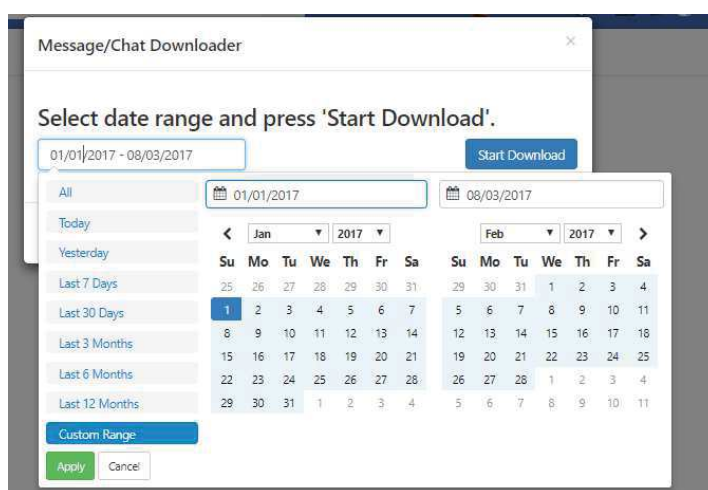 Message/Chat Downloader ×
Select date range and press 'Start Download'.
01/01/2017 - 08/03/2017 Start Download
All
Today
Yesterday
Last 7 Days
Last 30 Days
Last 3 Months
Last 6 Months
Last 12 Months
Custom Range
Apply Cancel
01/01/2017
Jan 2017
Su Mo Tu We Th Fr Sa
25 26 27 28 29 30 31
1 2 3 4 5 6 7
8 9 10 11 12 13 14
15 16 17 18 19 20 21
22 23 24 25 26 27 28
29 30 31 1 2 3 4
08/03/2017
Feb 2017
Su Mo Tu We Th Fr Sa
29 30 31 1 2 3 4
5 6 7 8 9 10 11
12 13 14 15 16 17 18
19 20 21 22 23 24 25
26 27 28 1 2 3 4
5 6 7 8 9 10 11